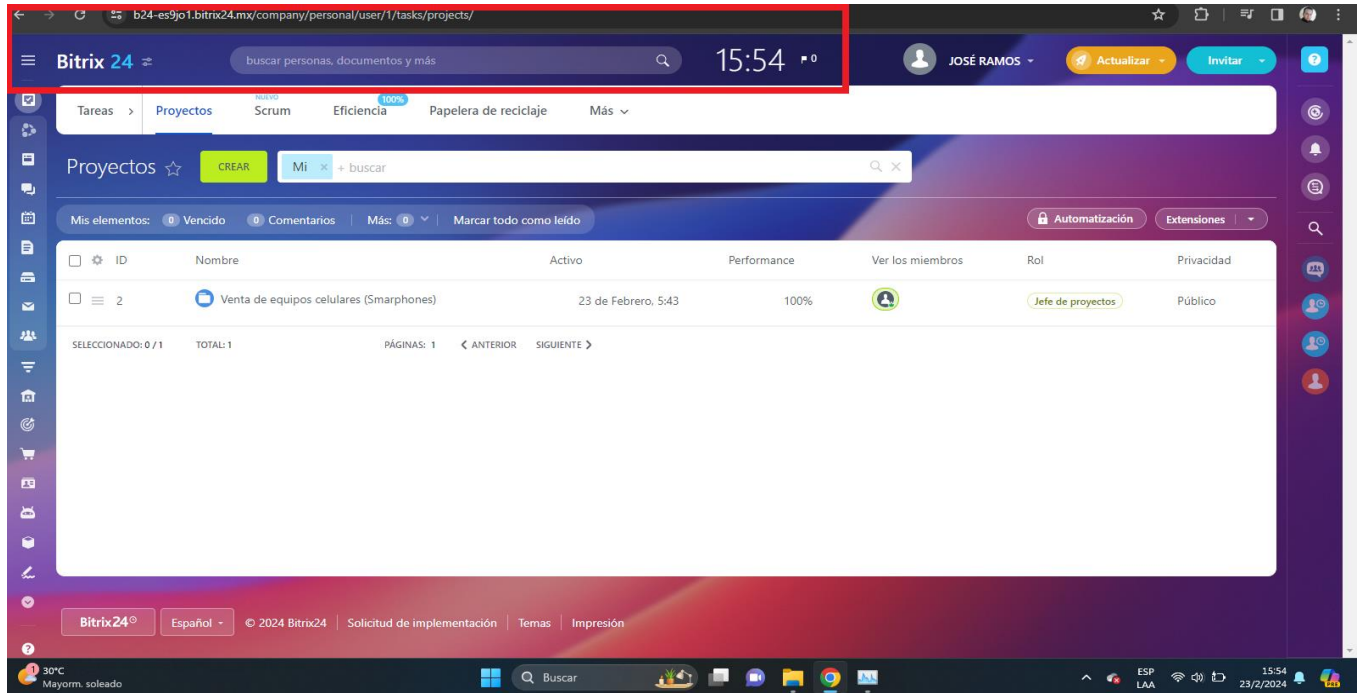 b24-es9jo1.bitrix24.mx/company/personal/user/1/tasks/projects/
Bitrix 24 buscar personas, documentos y más 15:54 0 JOSÉ RAMOS Actualizar Invitar ?
Tareas > Proyectos NUEVO Scrum Eficiencia 100% Papelera de reciclaje Más
Proyectos CREAR Mi × + buscar
Mis elementos: 0 Vencido 0 Comentarios Más: 0 Marcar todo como leído Automatización Extensiones
ID Nombre Activo Performance Ver los miembros Rol Privacidad
2 Venta de equipos celulares (Smarphones) 23 de Febrero, 5:43 100% Jefe de proyectos Público
SELECCIONADO: 0 / 1 TOTAL: 1 PÁGINAS: 1 ANTERIOR SIGUIENTE
Bitrix24 Español © 2024 Bitrix24 Solicitud de implementación Temas Impresión
?
1 30°C ESP 15:54
Mayorm. soleado Buscar LAA 23/2/2024